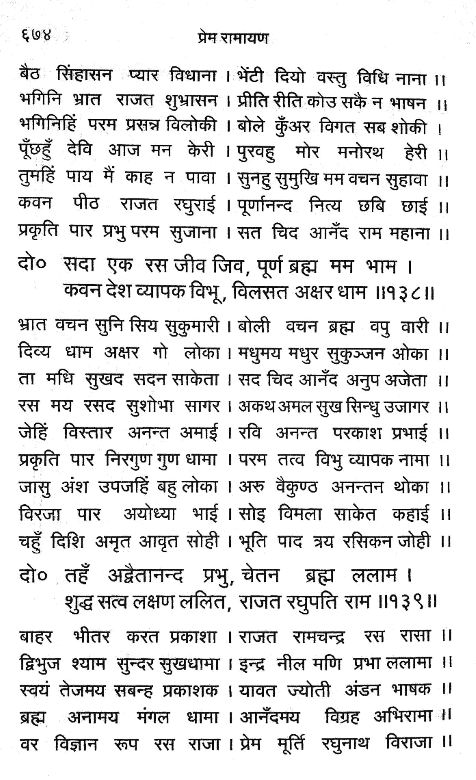 ६७४ प्रेम रामायण
बैठ सिंहासन प्यार विधाना । भेंटी दियो वस्तु विधि नाना ।।
भगिनि भ्रात राजत शुभ्रासन । प्रीति रीति कोउ सकै न भाषन ।।
भगिनिहिं परम प्रसन्न विलोकी । बोले कुँअर विगत सब शोकी ।
पूँछहुँ देवि आज मन केरी । पुरवहु मोर मनोरथ हेरी ।।
तुमहिं पाय मैं काह न पावा । सुनहु सुमुखि मम वचन सुहावा ।।
कवन पीठ राजत रघुराई । पूर्णानन्द नित्य छबि छाई ।।
प्रकृति पार प्रभु परम सुजाना । सत चिद आनँद राम महाना ।।
दो० सदा एक रस जीव जिव, पूर्ण ब्रह्म मम भाम ।
कवन देश व्यापक विभू, विलसत अक्षर धाम ।।१३८।।
भ्रात वचन सुनि सिय सुकुमारी । बोली वचन ब्रह्म वपु वारी ।।
दिव्य धाम अक्षर गो लोका । मधुमय मधुर सुकुञ्जन ओका ।।
ता मधि सुखद सदन साकेता । सद चिद आनँद अनुप अजेता ।।
रस मय रसद सुशोभा सागर । अकथ अमल सुख सिन्धु उजागर ।।
जेहिं विस्तार अनन्त अमाई । रवि अनन्त परकाश प्रभाई ।।
प्रकृति पार निरगुण गुण धामा । परम तत्व विभु व्यापक नामा ।।
जासु अंश उपजहिं बहु लोका । अरु वैकुण्ठ अनन्तन थोका ।।
विरजा पार अयोध्या भाई । सोइ विमला साकेत कहाई ।।
चहुँ दिशि अमृत आवृत सोही । भूति पाद त्रय रसिकन जोही ।।
दो० तहँ अद्वैतानन्द प्रभु, चेतन ब्रह्म ललाम ।
शुद्ध सत्व लक्षण ललित, राजत रघुपति राम ।।१३९।।
बाहर भीतर करत प्रकाशा । राजत रामचन्द्र रस रासा ।।
द्विभुज श्याम सुन्दर सुखधामा । इन्द्र नील मणि प्रभा ललामा ।।
स्वयं तेजमय सबन्ह प्रकाशक । यावत ज्योती अंडन भाषक ।।
ब्रह्म अनामय मंगल धामा । आनँदमय विग्रह अभिरामा ।।
वर विज्ञान रूप रस राजा । प्रेम मूर्ति रघुनाथ विराजा ।।